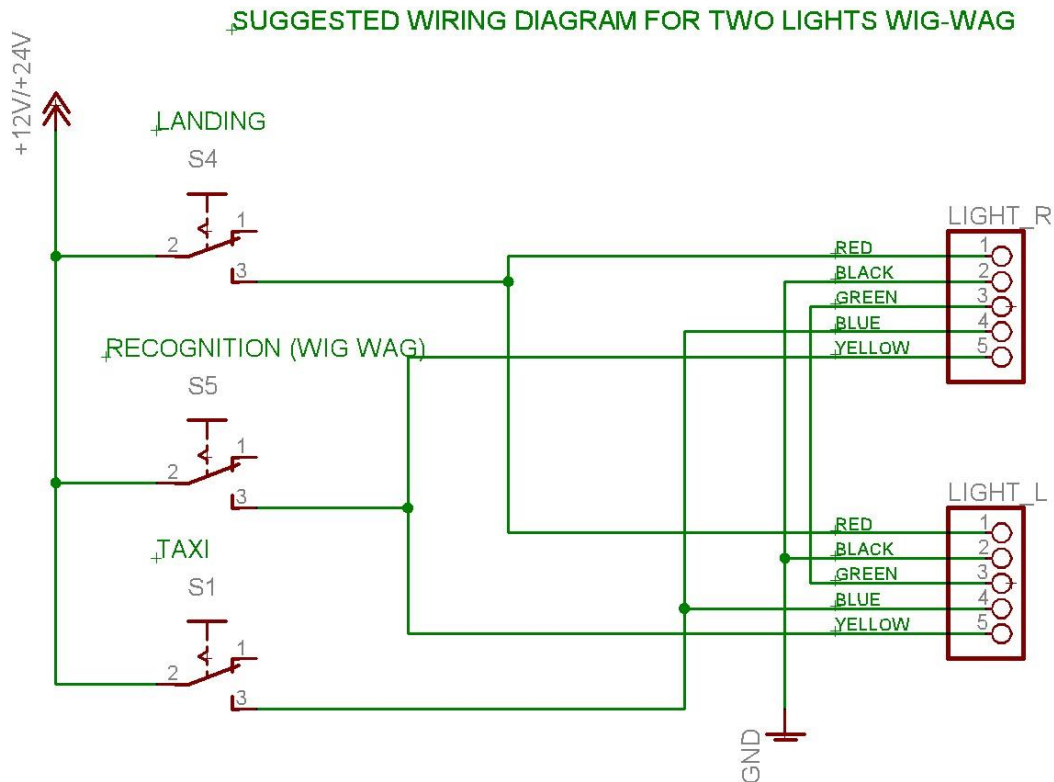 SUGGESTED WIRING DIAGRAM FOR TWO LIGHTS WIG-WAG
+12V/+24V
LANDING
S4
1
2
3
RECOGNITION (WIG WAG)
S5
1
2
3
TAXI
S1
1
2
3
LIGHT_R
RED 1
BLACK 2
GREEN 3
BLUE 4
YELLOW 5
LIGHT_L
RED 1
BLACK 2
GREEN 3
BLUE 4
YELLOW 5
GND